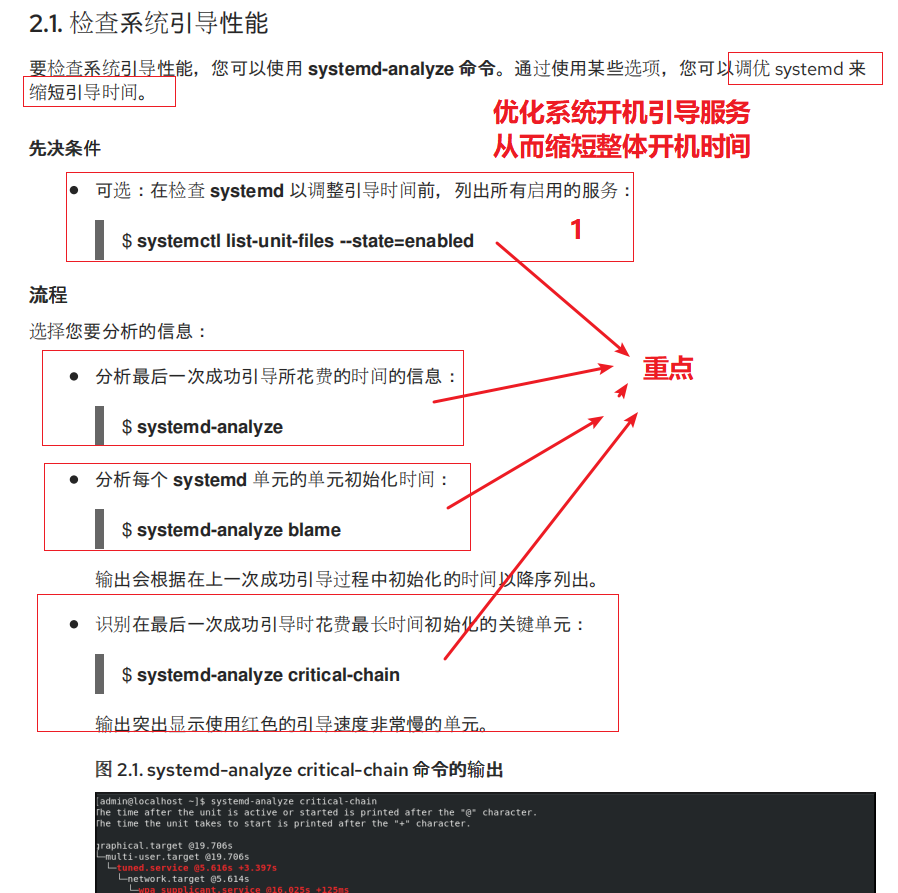 2.1. 检查系统引导性能
要检查系统引导性能，您可以使用 systemd-analyze 命令。通过使用某些选项，您可以调优 systemd 来
缩短引导时间。
优化系统开机引导服务
从而缩短整体开机时间
先决条件
可选：在检查 systemd 以调整引导时间前，列出所有启用的服务：
$ systemctl list-unit-files --state=enabled
1
流程
选择您要分析的信息：
重点
分析最后一次成功引导所花费的时间的信息：
$ systemd-analyze
分析每个 systemd 单元的单元初始化时间：
$ systemd-analyze blame
输出会根据在上一次成功引导过程中初始化的时间以降序列出。
识别在最后一次成功引导时花费最长时间初始化的关键单元：
$ systemd-analyze critical-chain
输出突出显示使用红色的引导速度非常慢的单元。
图 2.1. systemd-analyze critical-chain 命令的输出
[admin@localhost ~]$ systemd-analyze critical-chain
The time after the unit is active or started is printed after the "@" character.
The time the unit takes to start is printed after the "+" character.
graphical.target @19.706s
└─multi-user.target @19.706s
└─tuned.service @5.616s +3.397s
└─network.target @5.614s
└─wpa_supplicant.service @16.025s +125ms